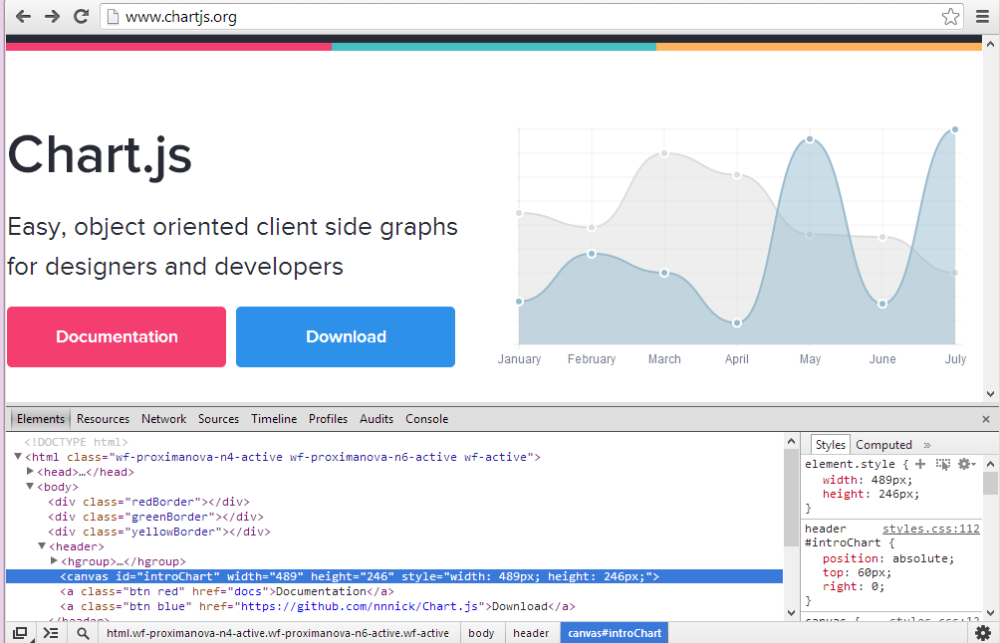 www.chartjs.org
Chart.js
Easy, object oriented client side graphs
for designers and developers
Documentation Download
January February March April May June July
Elements Resources Network Sources Timeline Profiles Audits Console
<!DOCTYPE html>
<html class="wf-proximanova-n4-active wf-proximanova-n6-active wf-active">
<head>…</head>
<body>
<div class="redBorder"></div>
<div class="greenBorder"></div>
<div class="yellowBorder"></div>
<header>
<hgroup>…</hgroup>
<canvas id="introChart" width="489" height="246" style="width: 489px; height: 246px;">
<a class="btn red" href="docs">Documentation</a>
<a class="btn blue" href="https://github.com/nnnick/Chart.js">Download</a>
</header>
Styles Computed »
element.style {
width: 489px;
height: 246px;
}
header styles.css:112
#introChart {
position: absolute;
top: 60px;
right: 0;
}
canvas { styles.css:106
html.wf-proximanova-n4-active.wf-proximanova-n6-active.wf-active body header canvas#introChart